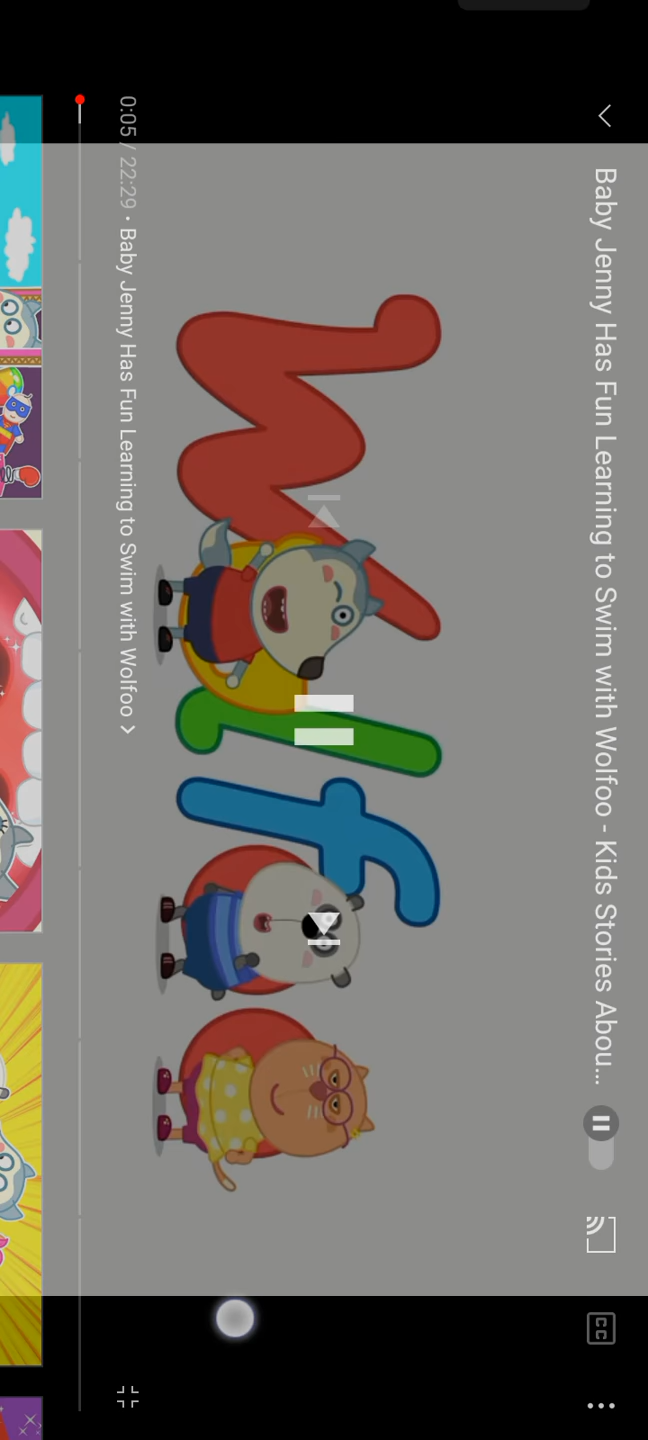 Baby Jenny Has Fun Learning to Swim with Wolfoo - Kids Stories Abou...
CC
Wolfoo
0:05 / 22:29 • Baby Jenny Has Fun Learning to Swim with Wolfoo >